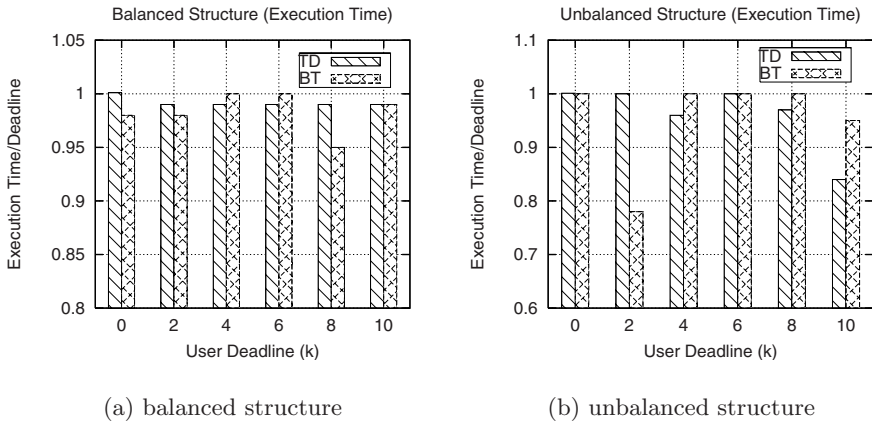 Balanced Structure (Execution Time)
1.05
1
0.95
0.9
0.85
0.8
Execution Time/Deadline
TD
BT
0 2 4 6 8 10
User Deadline (k)
(a) balanced structure
Unbalanced Structure (Execution Time)
1.1
1
0.9
0.8
0.7
0.6
Execution Time/Deadline
TD
BT
0 2 4 6 8 10
User Deadline (k)
(b) unbalanced structure